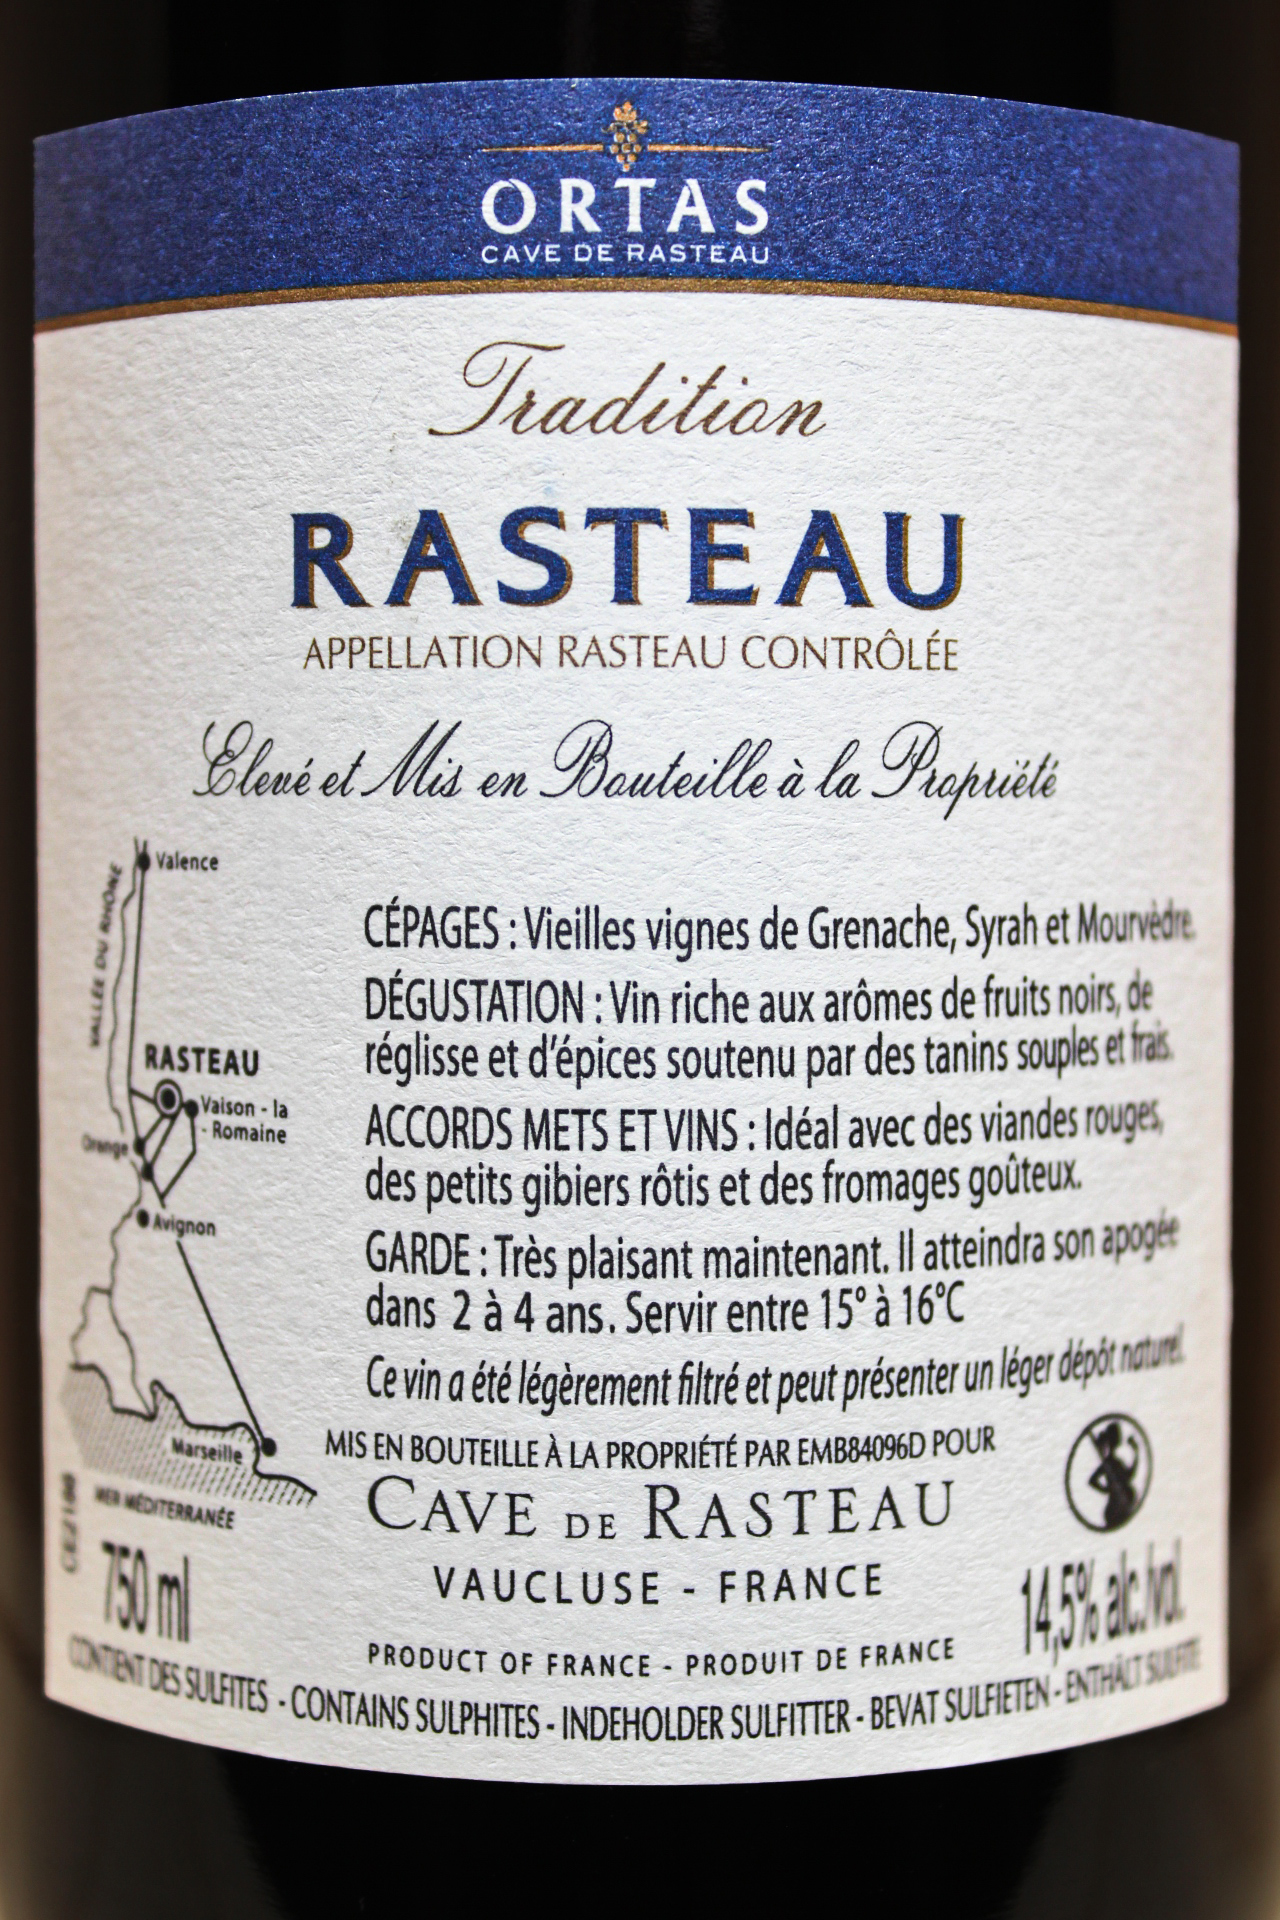 ORTAS
CAVE DE RASTEAU
Tradition
RASTEAU
APPELLATION RASTEAU CONTRÔLÉE
Elevé et Mis en Bouteille à la Propriété
Valence
VALLÉE DU RHÔNE
RASTEAU
Vaison - la
- Romaine
Orange
Avignon
Marseille
MER MÉDITERRANÉE
CÉPAGES : Vieilles vignes de Grenache, Syrah et Mourvèdre.
DÉGUSTATION : Vin riche aux arômes de fruits noirs, de
réglisse et d'épices soutenu par des tanins souples et frais.
ACCORDS METS ET VINS : Idéal avec des viandes rouges,
des petits gibiers rôtis et des fromages goûteux.
GARDE : Très plaisant maintenant. Il atteindra son apogée
dans 2 à 4 ans. Servir entre 15° à 16°C
Ce vin a été légèrement filtré et peut présenter un léger dépôt naturel.
MIS EN BOUTEILLE À LA PROPRIÉTÉ PAR EMB84096D POUR
CAVE DE RASTEAU
VAUCLUSE - FRANCE
750 ml
14,5% alc./vol.
PRODUCT OF FRANCE - PRODUIT DE FRANCE
CONTIENT DES SULFITES - CONTAINS SULPHITES - INDEHOLDER SULFITTER - BEVAT SULFIETEN - ENTHÄLT SULFITE